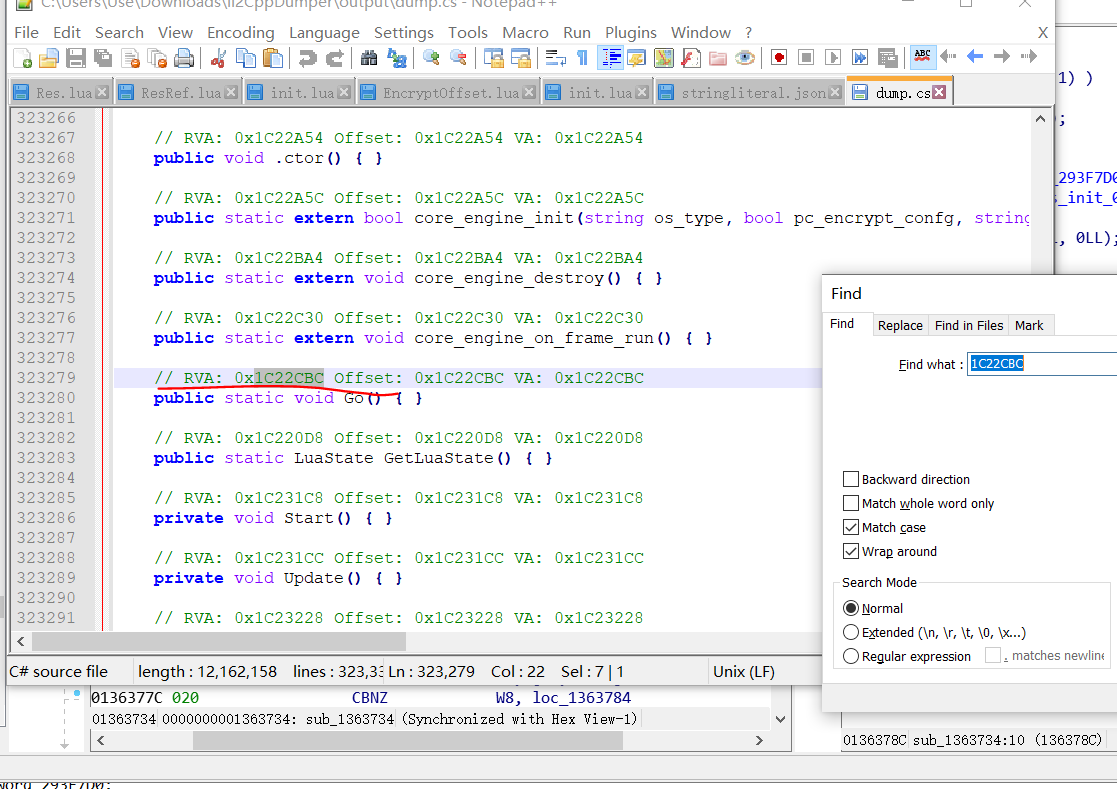 C:\Users\Use\Downloads\Il2CppDumper\output\dump.cs - Notepad++
File Edit Search View Encoding Language Settings Tools Macro Run Plugins Window ? X
ABC
Res.lua ResRef.lua init.lua EncryptOffset.lua init.lua stringliteral.json dump.cs
1) )
;
_293F7D0
s_init_0
, 0LL);
323266
323267 // RVA: 0x1C22A54 Offset: 0x1C22A54 VA: 0x1C22A54
323268 public void .ctor() { }
323269
323270 // RVA: 0x1C22A5C Offset: 0x1C22A5C VA: 0x1C22A5C
323271 public static extern bool core_engine_init(string os_type, bool pc_encrypt_confg, string
323272
323273 // RVA: 0x1C22BA4 Offset: 0x1C22BA4 VA: 0x1C22BA4
323274 public static extern void core_engine_destroy() { }
323275
323276 // RVA: 0x1C22C30 Offset: 0x1C22C30 VA: 0x1C22C30
323277 public static extern void core_engine_on_frame_run() { }
323278
323279 // RVA: 0x1C22CBC Offset: 0x1C22CBC VA: 0x1C22CBC
323280 public static void Go() { }
323281
323282 // RVA: 0x1C220D8 Offset: 0x1C220D8 VA: 0x1C220D8
323283 public static LuaState GetLuaState() { }
323284
323285 // RVA: 0x1C231C8 Offset: 0x1C231C8 VA: 0x1C231C8
323286 private void Start() { }
323287
323288 // RVA: 0x1C231CC Offset: 0x1C231CC VA: 0x1C231CC
323289 private void Update() { }
323290
323291 // RVA: 0x1C23228 Offset: 0x1C23228 VA: 0x1C23228
C# source file length : 12,162,158 lines : 323,33 Ln : 323,279 Col : 22 Sel : 7 | 1 Unix (LF)
Find
Find Replace Find in Files Mark
Find what : 1C22CBC
Backward direction
Match whole word only
Match case
Wrap around
Search Mode
Normal
Extended (\n, \r, \t, \0, \x...)
Regular expression . matches newline
0136377C 020 CBNZ W8, loc_1363784
01363734 0000000001363734: sub_1363734 (Synchronized with Hex View-1)
0136378C sub_1363734:10 (136378C)
word_293F7D0;